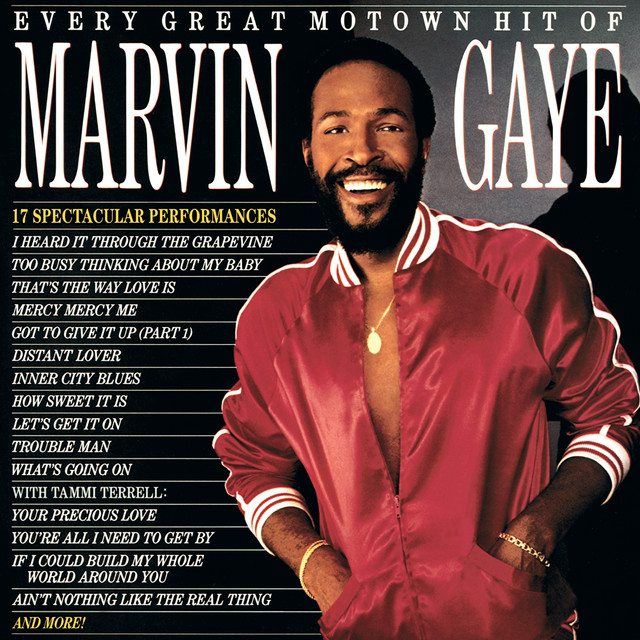 EVERY GREAT MOTOWN HIT OF
MARVIN GAYE
17 SPECTACULAR PERFORMANCES
I HEARD IT THROUGH THE GRAPEVINE
TOO BUSY THINKING ABOUT MY BABY
THAT'S THE WAY LOVE IS
MERCY MERCY ME
GOT TO GIVE IT UP (PART 1)
DISTANT LOVER
INNER CITY BLUES
HOW SWEET IT IS
LET'S GET IT ON
TROUBLE MAN
WHAT'S GOING ON
WITH TAMMI TERRELL:
YOUR PRECIOUS LOVE
YOU'RE ALL I NEED TO GET BY
IF I COULD BUILD MY WHOLE
WORLD AROUND YOU
AIN'T NOTHING LIKE THE REAL THING
AND MORE!